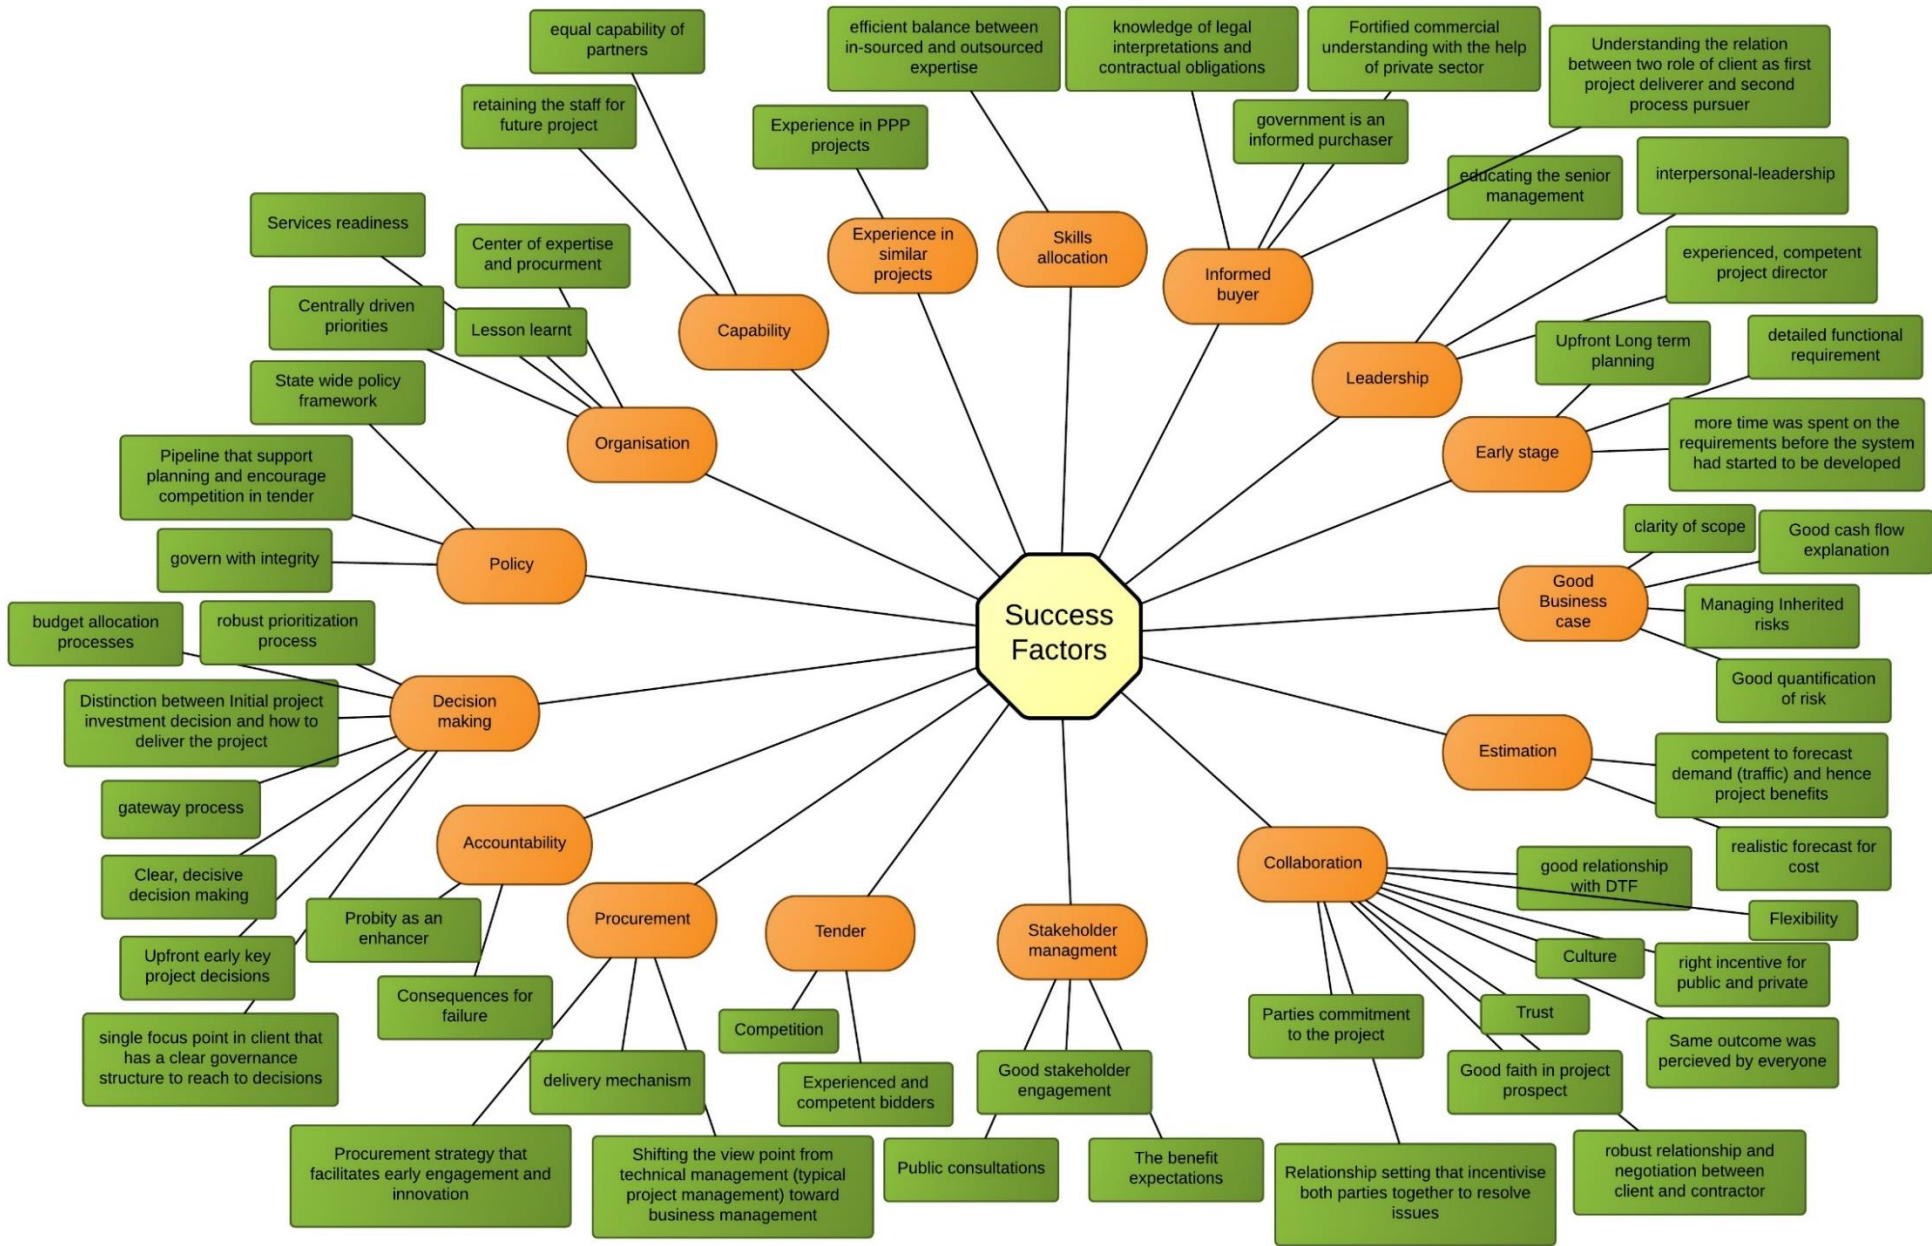 equal capability of
partners
retaining the staff for
future project
Experience in PPP
projects
efficient balance between
in-sourced and outsourced
expertise
knowledge of legal
interpretations and
contractual obligations
Fortified commercial
understanding with the help
of private sector
government is an
informed purchaser
Understanding the relation
between two role of client as first
project deliverer and second
process pursuer
educating the senior
management
interpersonal-leadership
experienced, competent
project director
Services readiness
Center of expertise
and procurment
Centrally driven
priorities
Lesson learnt
Capability
Experience in
similar
projects
Skills
allocation
Informed
buyer
Leadership
Upfront Long term
planning
detailed functional
requirement
more time was spent on the
requirements before the system
had started to be developed
Early stage
State wide policy
framework
Organisation
Pipeline that support
planning and encourage
competition in tender
govern with integrity
Policy
clarity of scope
Good cash flow
explanation
Good
Business
case
Managing Inherited
risks
Good quantification
of risk
Success
Factors
budget allocation
processes
robust prioritization
process
Distinction between Initial project
investment decision and how to
deliver the project
Decision
making
gateway process
Clear, decisive
decision making
Upfront early key
project decisions
single focus point in client that
has a clear governance
structure to reach to decisions
Estimation
competent to forecast
demand (traffic) and hence
project benefits
realistic forecast for
cost
Accountability
Probity as an
enhancer
Consequences for
failure
Procurement
delivery mechanism
Procurement strategy that
facilitates early engagement and
innovation
Shifting the view point from
technical management (typical
project management) toward
business management
Tender
Competition
Experienced and
competent bidders
Stakeholder
managment
Good stakeholder
engagement
Public consultations
The benefit
expectations
Collaboration
good relationship
with DTF
Flexibility
Culture
right incentive for
public and private
Parties commitment
to the project
Trust
Same outcome was
percieved by everyone
Good faith in project
prospect
Relationship setting that incentivise
both parties together to resolve
issues
robust relationship and
negotiation between
client and contractor